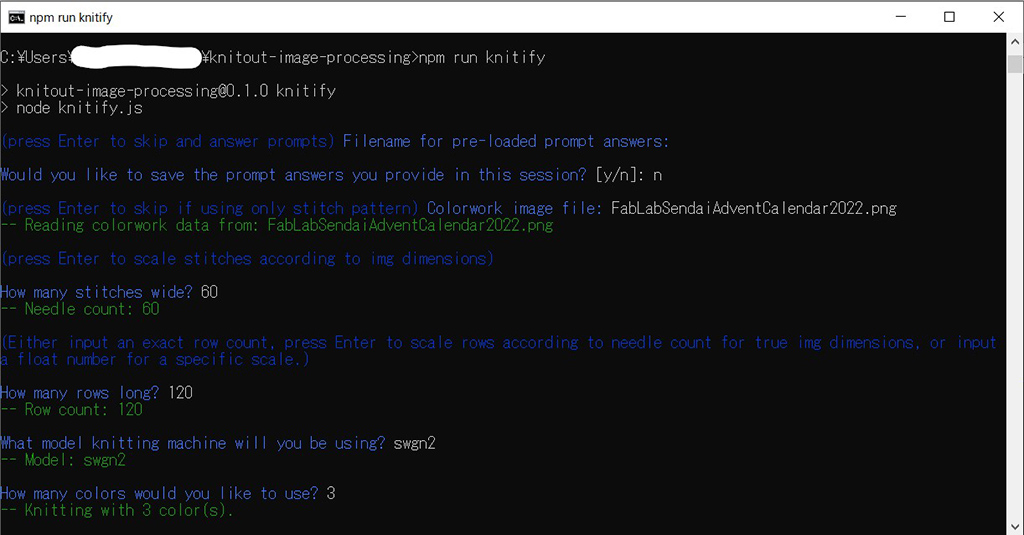 npm run knitify
C:¥Users¥ ¥knitout-image-processing>npm run knitify
> knitout-image-processing@0.1.0 knitify
> node knitify.js
(press Enter to skip and answer prompts) Filename for pre-loaded prompt answers:
Would you like to save the prompt answers you provide in this session? [y/n]: n
(press Enter to skip if using only stitch pattern) Colorwork image file: FabLabSendaiAdventCalendar2022.png
-- Reading colorwork data from: FabLabSendaiAdventCalendar2022.png
(press Enter to scale stitches according to img dimensions)
How many stitches wide? 60
-- Needle count: 60
(Either input an exact row count, press Enter to scale rows according to needle count for true img dimensions, or input
a float number for a specific scale.)
How many rows long? 120
-- Row count: 120
What model knitting machine will you be using? swgn2
-- Model: swgn2
How many colors would you like to use? 3
-- Knitting with 3 color(s).